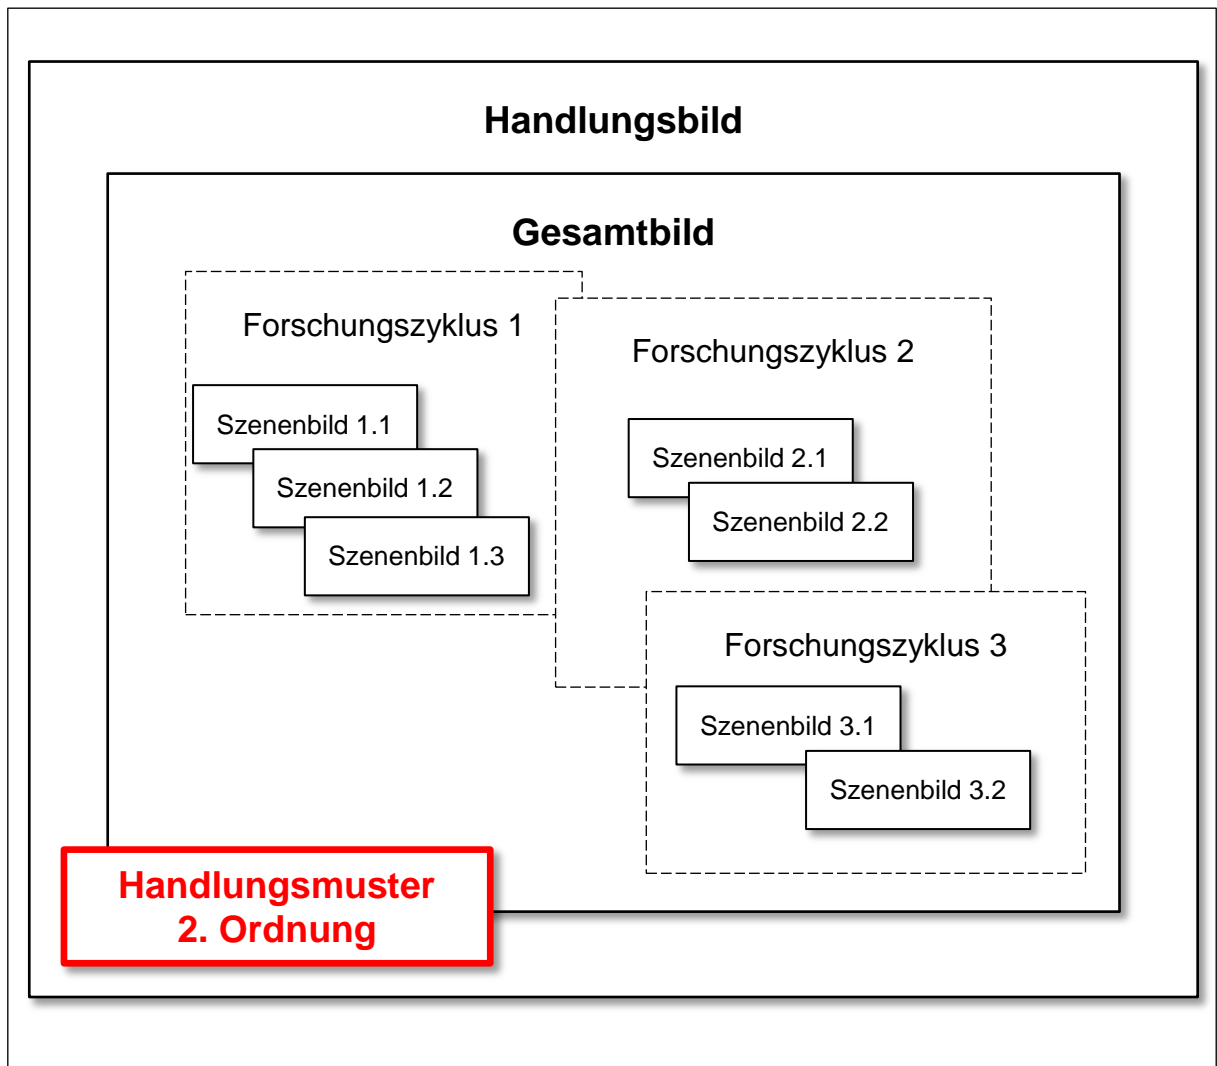 Handlungsbild
Gesamtbild
Forschungszyklus 1
Szenenbild 1.1
Szenenbild 1.2
Szenenbild 1.3
Forschungszyklus 2
Szenenbild 2.1
Szenenbild 2.2
Forschungszyklus 3
Szenenbild 3.1
Szenenbild 3.2
Handlungsmuster
2. Ordnung